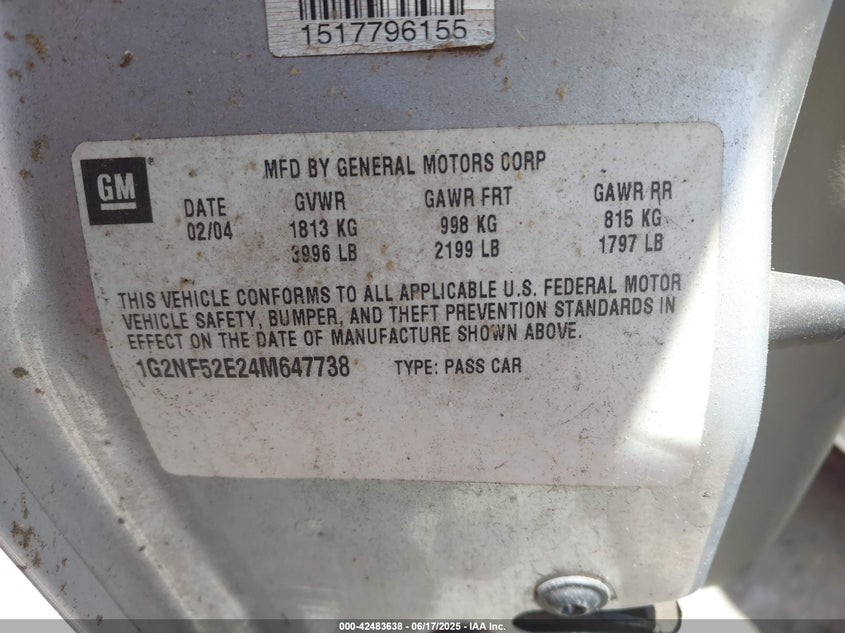 1517796155
GM
MFD BY GENERAL MOTORS CORP
DATE GVWR GAWR FRT GAWR RR
02/04 1813 KG 998 KG 815 KG
3996 LB 2199 LB 1797 LB
THIS VEHICLE CONFORMS TO ALL APPLICABLE U.S. FEDERAL MOTOR
VEHICLE SAFETY, BUMPER, AND THEFT PREVENTION STANDARDS IN
EFFECT ON THE DATE OF MANUFACTURE SHOWN ABOVE.
1G2NF52E24M647738 TYPE: PASS CAR
000-42483638 - 06/17/2025 - IAA Inc.